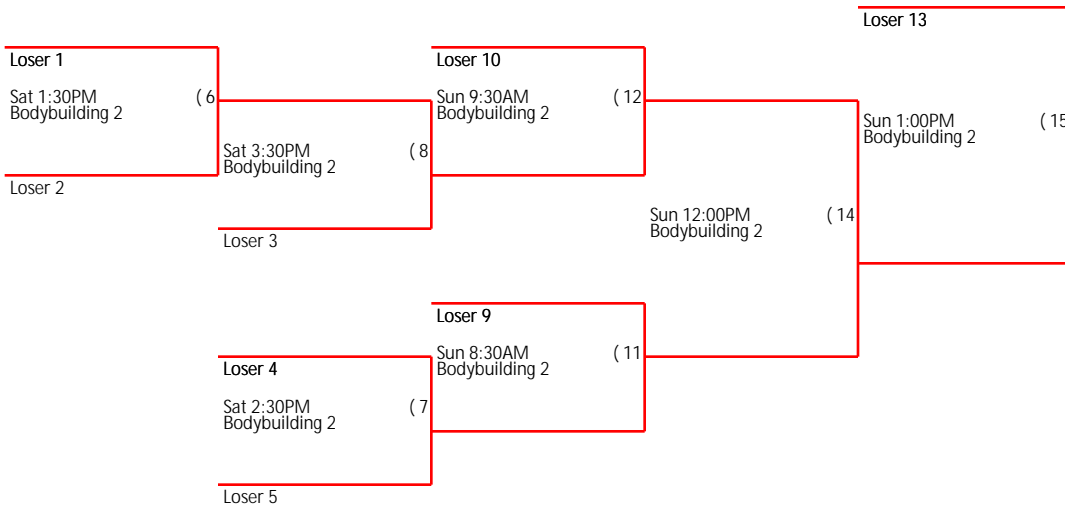 Loser 13
Loser 1
Sat 1:30PM ( 6
Bodybuilding 2
Loser 2
Sat 3:30PM ( 8
Bodybuilding 2
Loser 3
Loser 10
Sun 9:30AM ( 12
Bodybuilding 2
Sun 1:00PM ( 15
Bodybuilding 2
Sun 12:00PM ( 14
Bodybuilding 2
Loser 9
Sun 8:30AM ( 11
Bodybuilding 2
Loser 4
Sat 2:30PM ( 7
Bodybuilding 2
Loser 5